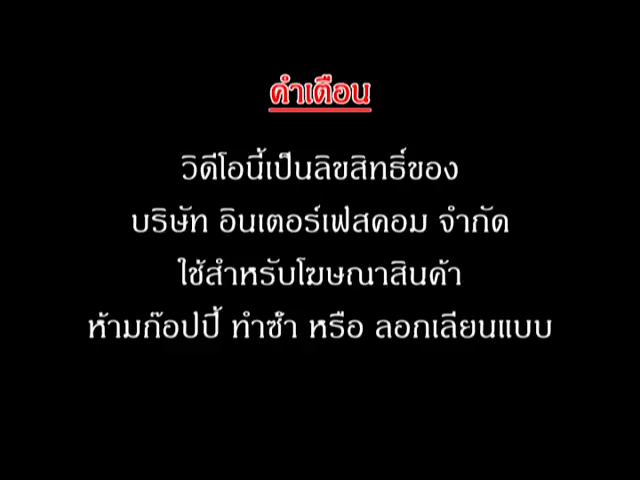 คำเตือน
วิดีโอนี้เป็นลิขสิทธิ์ของ
บริษัท อินเตอร์เฟสคอม จำกัด
ใช้สำหรับโฆษณาสินค้า
ห้ามก๊อปปี้ ทำซ้ำ หรือ ลอกเลียนแบบ